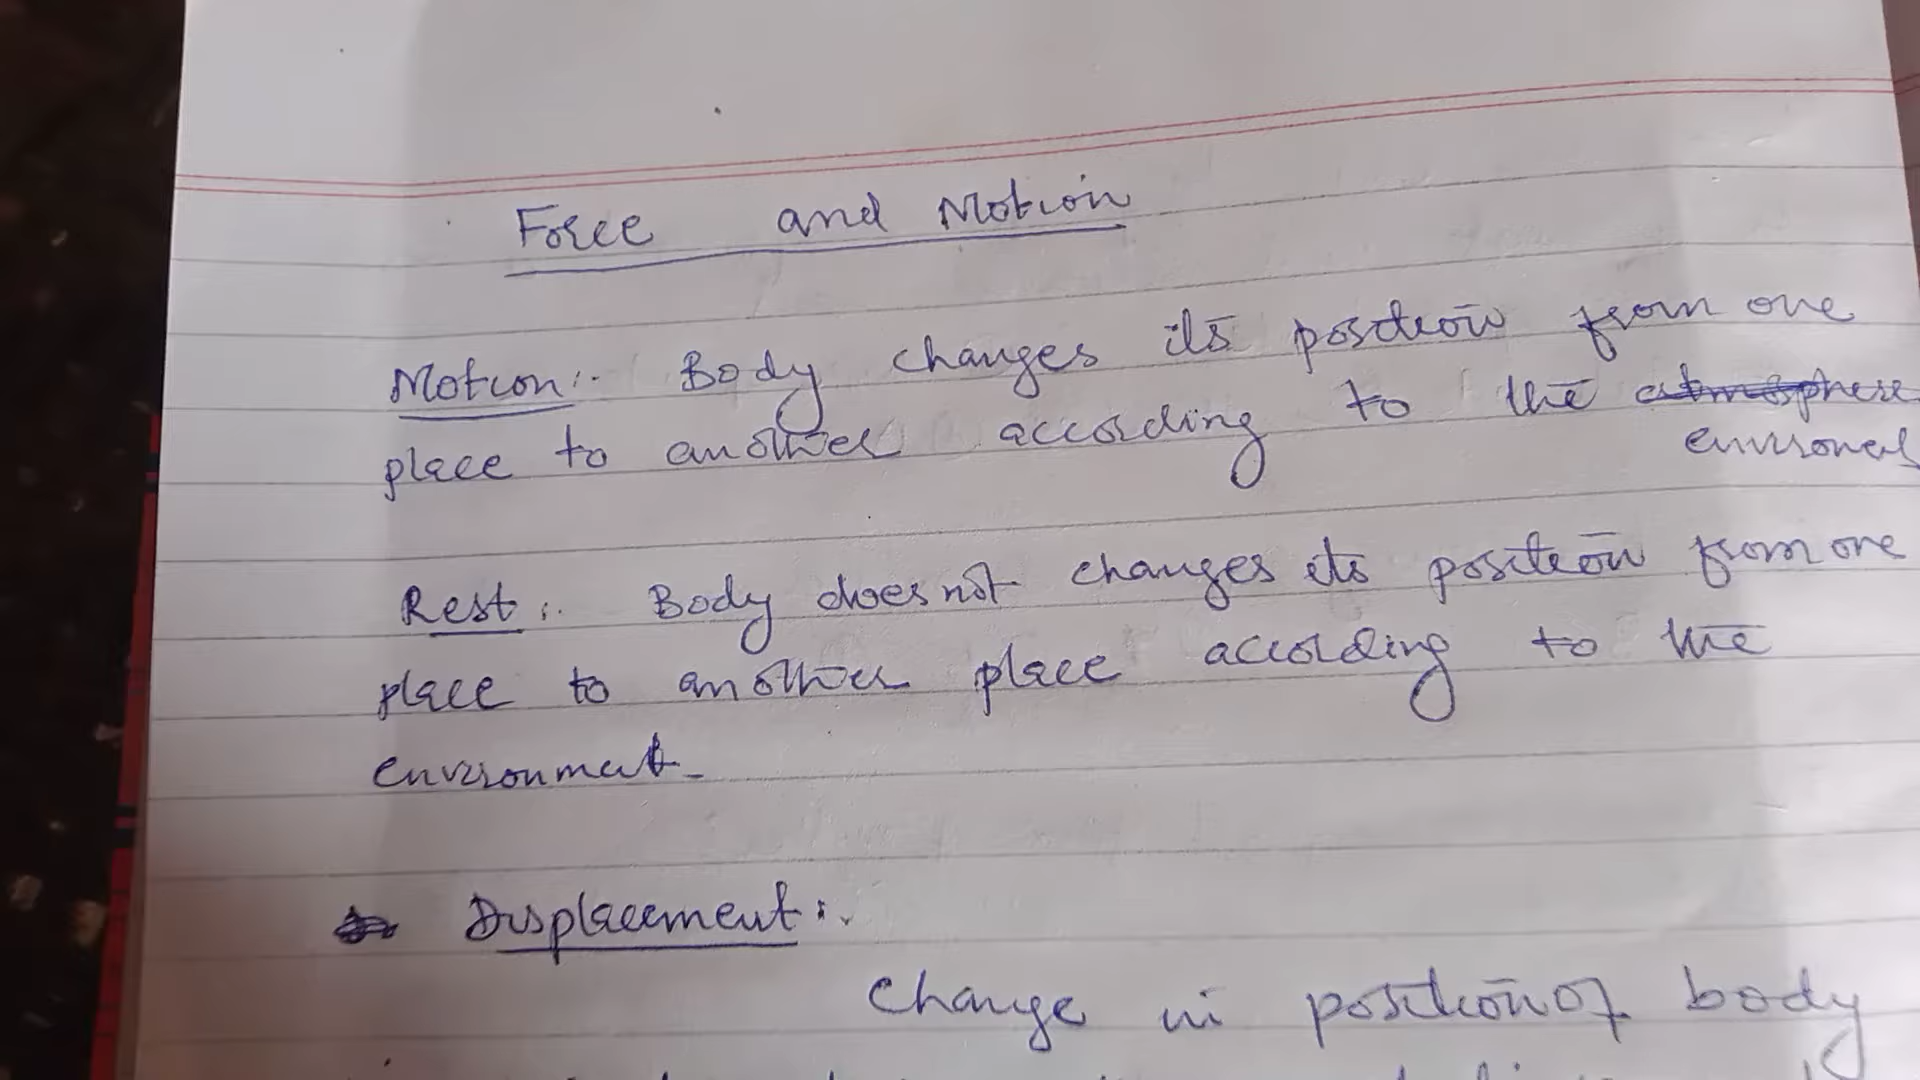 Force and Motion
Motion :- Body changes its position from one
place to another according to the atmosphere
environ
Rest :- Body does not changes its position from one
place to another place according to the
environment
Displacement :-
change in position of body